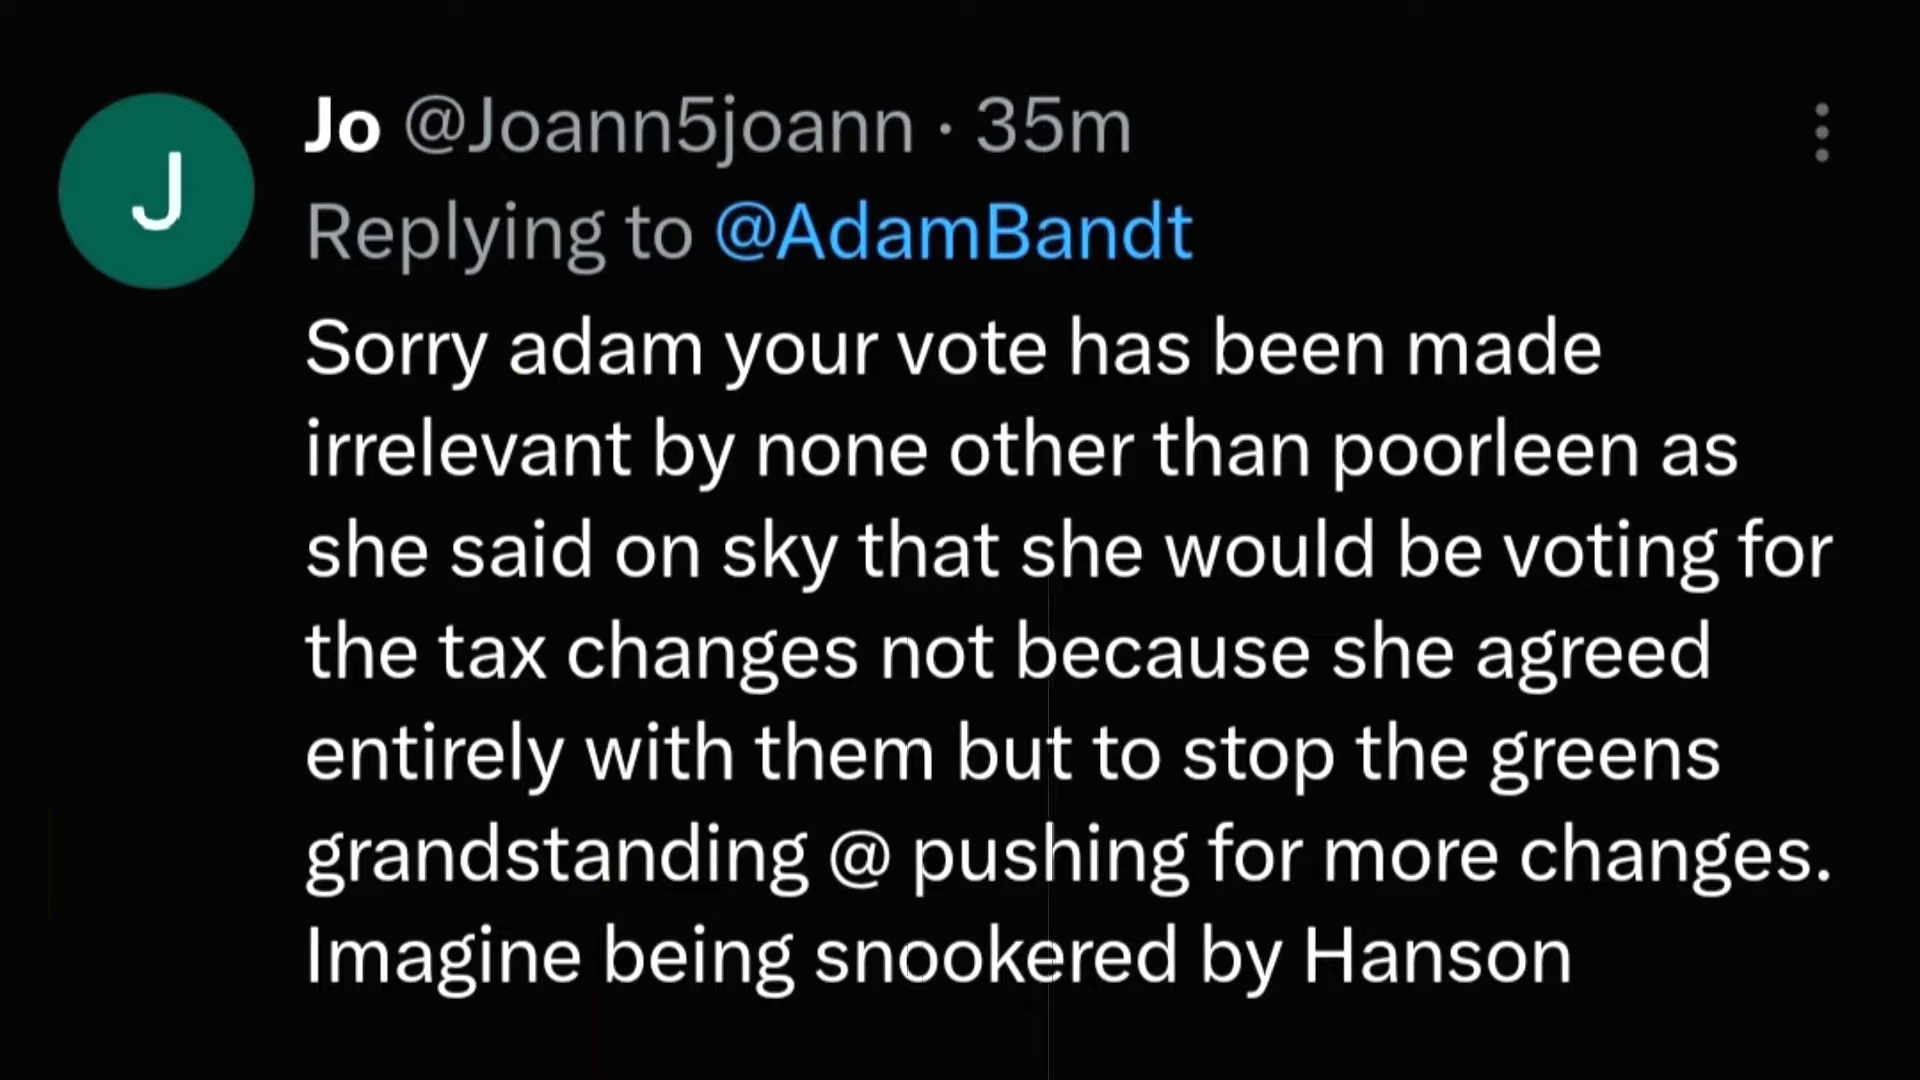 J
Jo @Joann5joann · 35m
Replying to @AdamBandt
Sorry adam your vote has been made
irrelevant by none other than poorleen as
she said on sky that she would be voting for
the tax changes not because she agreed
entirely with them but to stop the greens
grandstanding @ pushing for more changes.
Imagine being snookered by Hanson